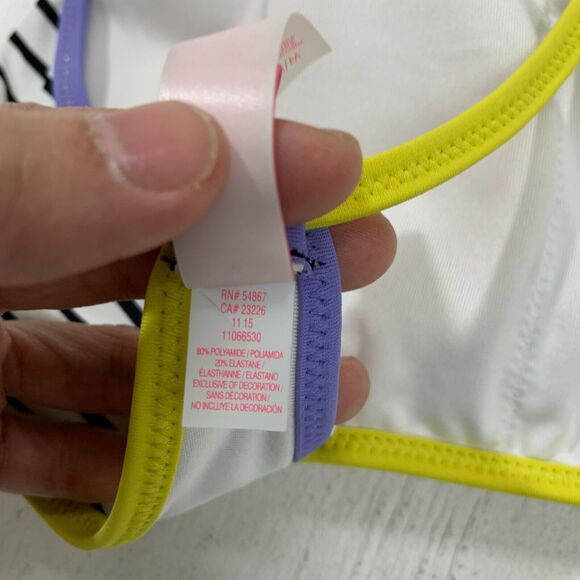 RN# 54867
CA# 23226
11 15
11066530
80% POLYAMIDE / POLIAMIDA
20% ELASTANE /
ÉLASTHANNE / ELASTANO
EXCLUSIVE OF DECORATION /
SANS DÉCORATION /
NO INCLUYE LA DECORACIÓN